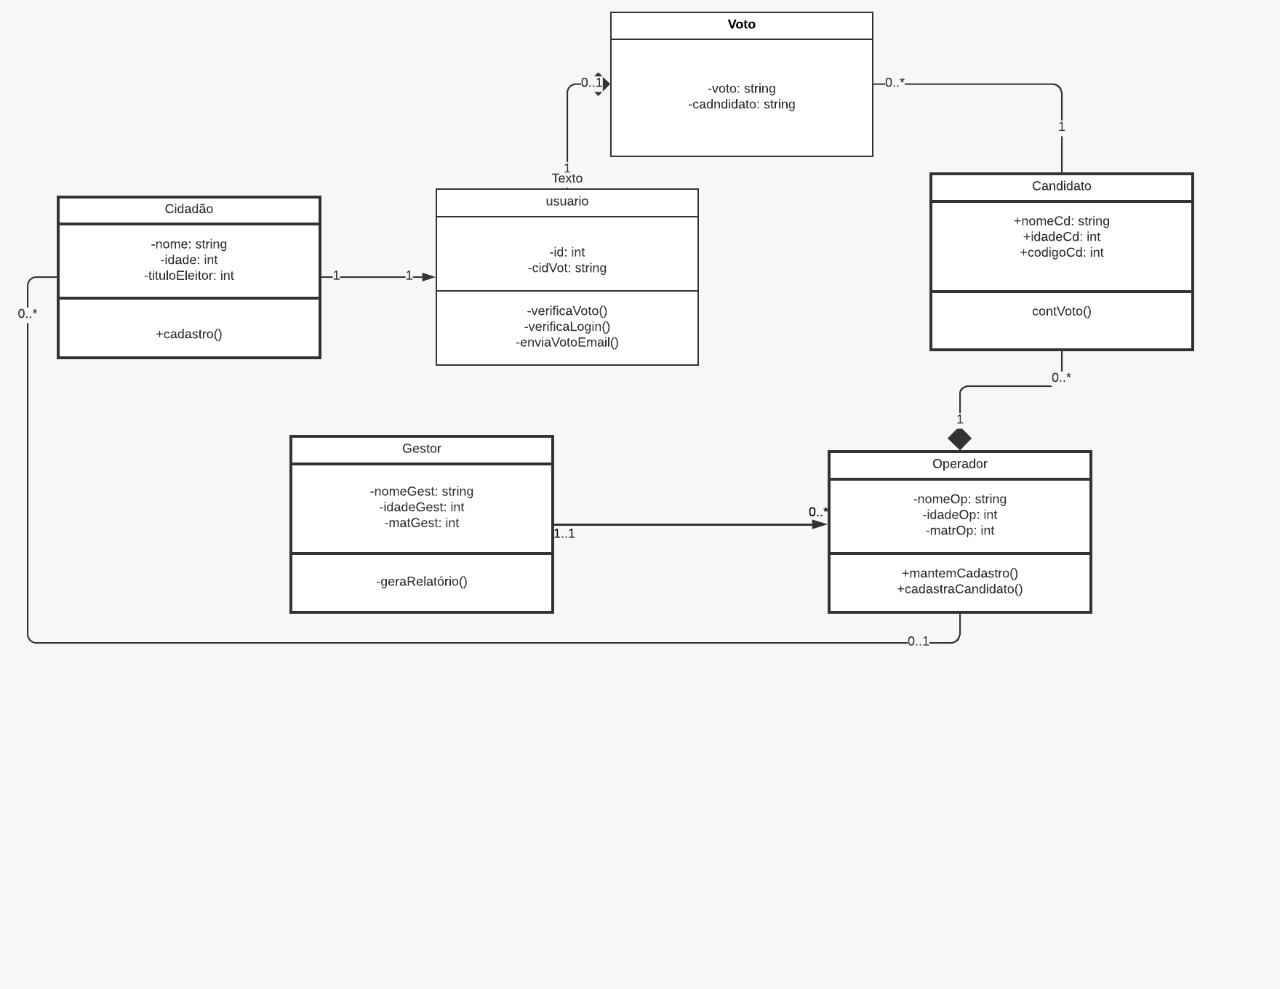 Voto
-voto: string
-cadndidato: string
0..1
0..*
1
1
Texto
Cidadão
-nome: string
-idade: int
-tituloEleitor: int
+cadastro()
usuario
-id: int
-cidVot: string
-verificaVoto()
-verificaLogin()
-enviaVotoEmail()
Candidato
+nomeCd: string
+idadeCd: int
+codigoCd: int
contVoto()
1
1
0..*
0..*
1
Gestor
-nomeGest: string
-idadeGest: int
-matGest: int
-geraRelatório()
1..1
0..*
Operador
-nomeOp: string
-idadeOp: int
-matrOp: int
+mantemCadastro()
+cadastraCandidato()
0..1